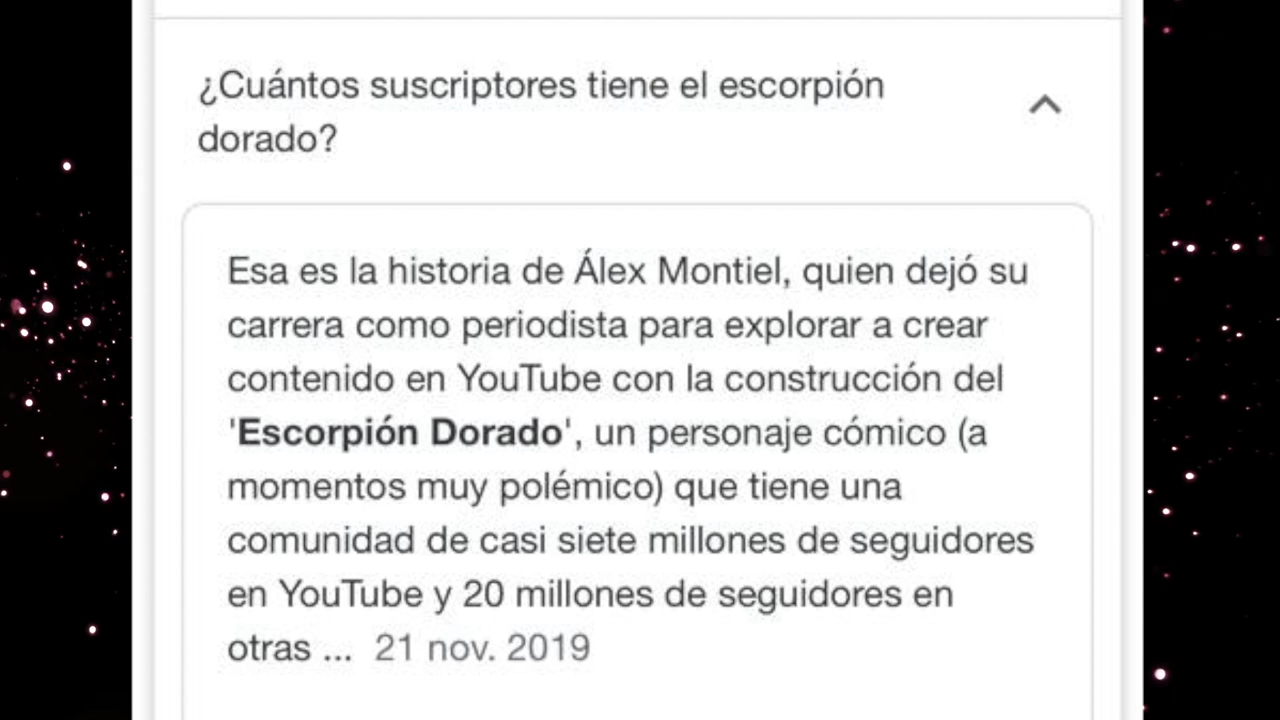 ¿Cuántos suscriptores tiene el escorpión
dorado?
Esa es la historia de Álex Montiel, quien dejó su
carrera como periodista para explorar a crear
contenido en YouTube con la construcción del
'Escorpión Dorado', un personaje cómico (a
momentos muy polémico) que tiene una
comunidad de casi siete millones de seguidores
en YouTube y 20 millones de seguidores en
otras ... 21 nov. 2019